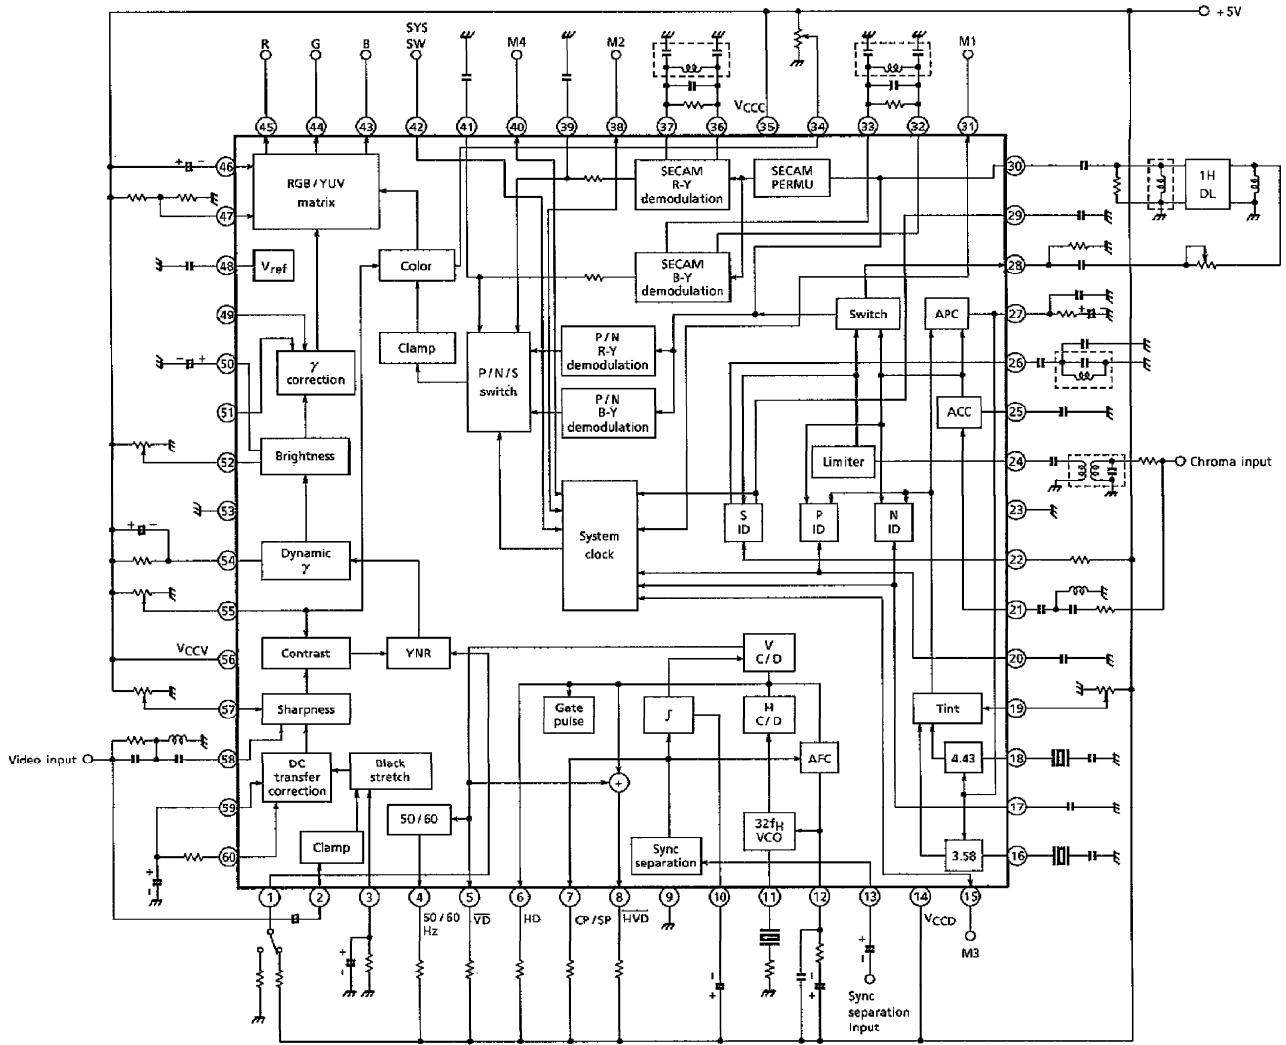 +5V
R
G
B
SYS
SW
M4
M2
VCCC
M1
45
44
43
42
41
40
39
38
37
36
35
34
33
32
31
46
RGB/YUV
matrix
SECAM
R-Y
demodulation
SECAM
PERMU
30
1H
DL
47
29
48
Vref
Color
SECAM
B-Y
demodulation
28
49
Switch
APC
27
Clamp
P/N/S
switch
P/N
R-Y
demodulation
50
γ
correction
26
51
P/N
B-Y
demodulation
ACC
25
52
Brightness
Limiter
24
Chroma input
53
System
clock
S
ID
P
ID
N
ID
23
54
Dynamic
γ
22
55
21
VCCV
56
Contrast
YNR
V
C/D
20
57
Sharpness
Gate
pulse
∫
H
C/D
Tint
19
Video input
58
DC
transfer
correction
Black
stretch
+
AFC
4.43
18
59
50/60
32fH
VCO
17
60
Clamp
Sync
separation
3.58
16
1
2
3
4
5
6
7
8
9
10
11
12
13
14
15
50/60
Hz
VD
HD
CP/SP
HVD
VCCD
M3
Sync
separation
input